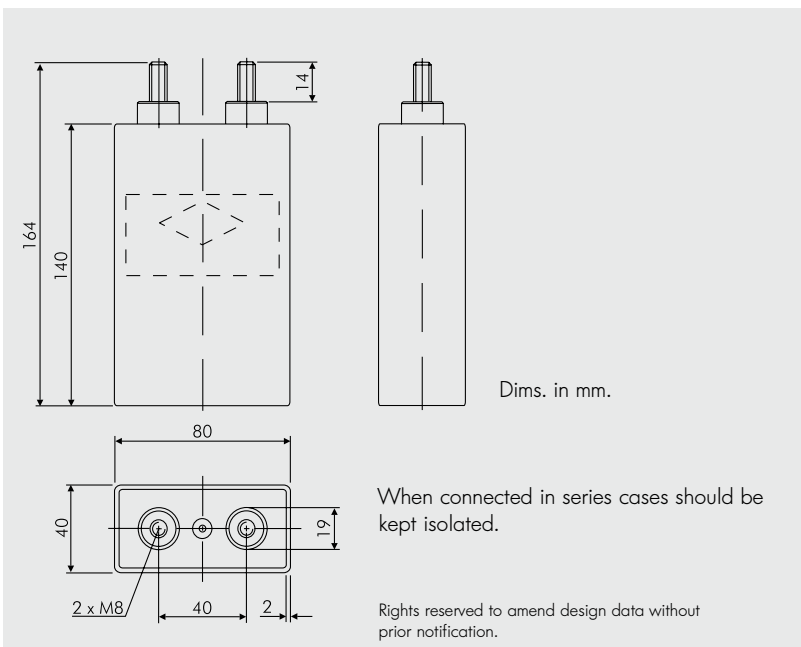 14
164
140
Dims. in mm.
80
40
19
When connected in series cases should be
kept isolated.
2 x M8
40
2
Rights reserved to amend design data without
prior notification.